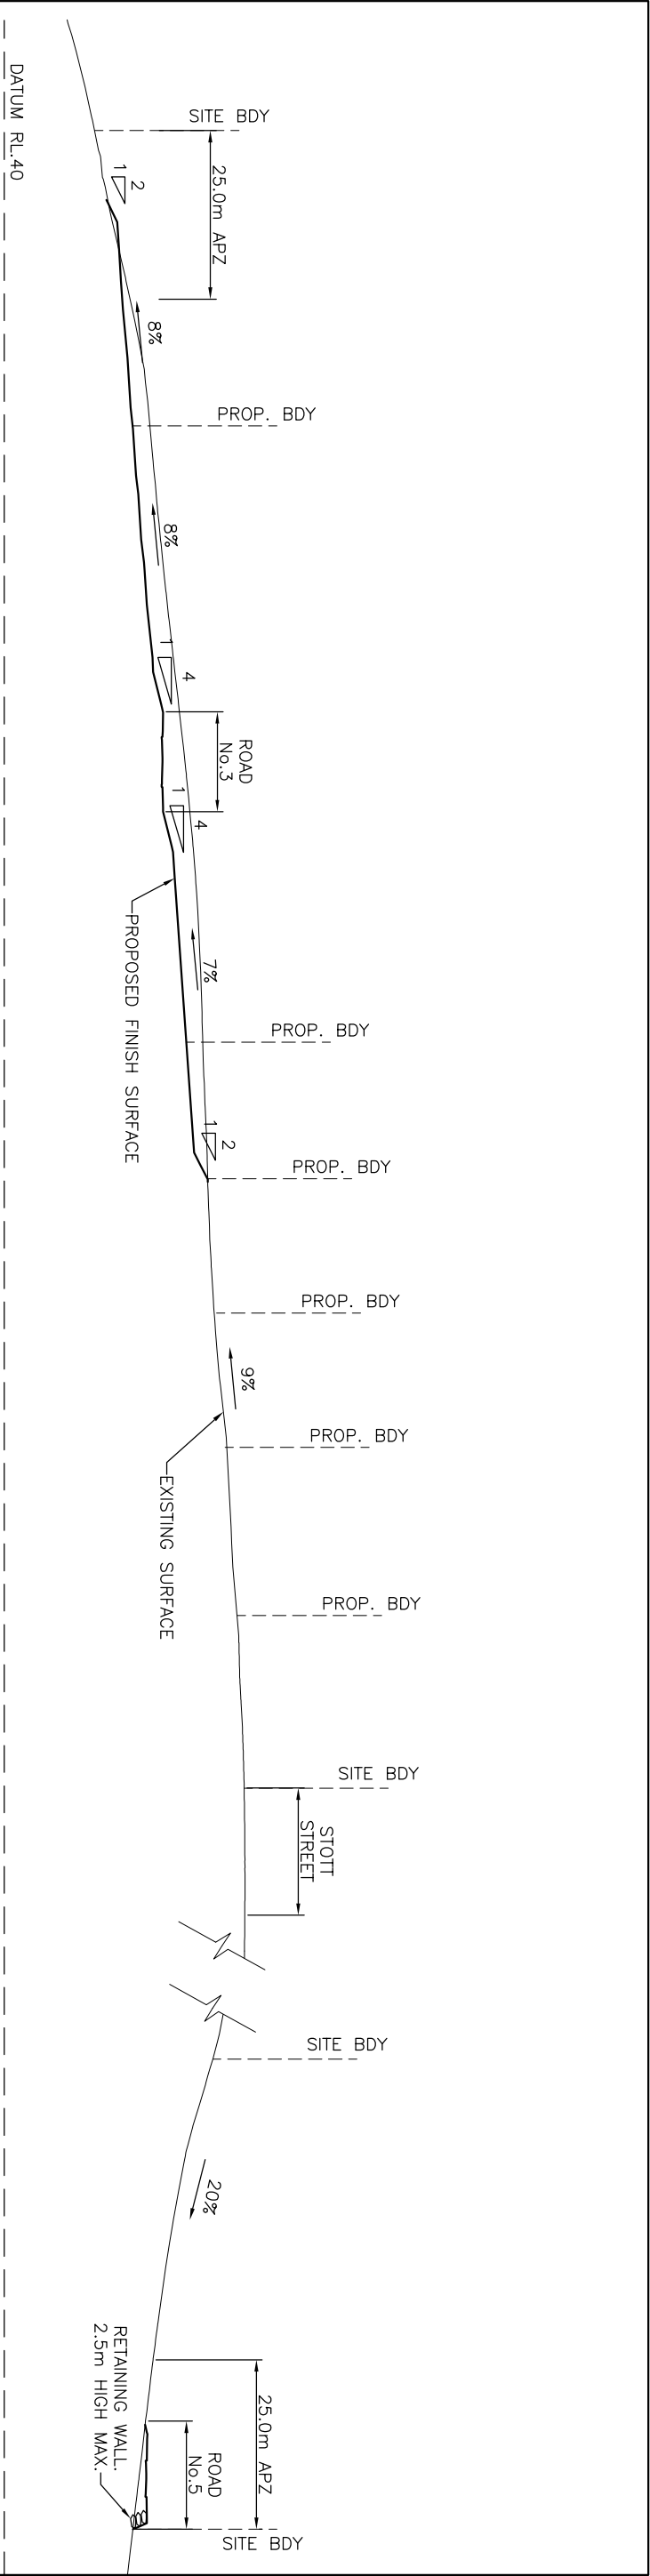 DATUM RL.40
SITE BDY
25.0m APZ
1
2
8%
PROP. BDY
8%
1
4
ROAD
No.3
1
4
PROPOSED FINISH SURFACE
7%
PROP. BDY
1
2
PROP. BDY
PROP. BDY
9%
PROP. BDY
EXISTING SURFACE
PROP. BDY
SITE BDY
STOTT
STREET
SITE BDY
20%
25.0m APZ
ROAD
No.5
RETAINING WALL.
2.5m HIGH MAX.
SITE BDY